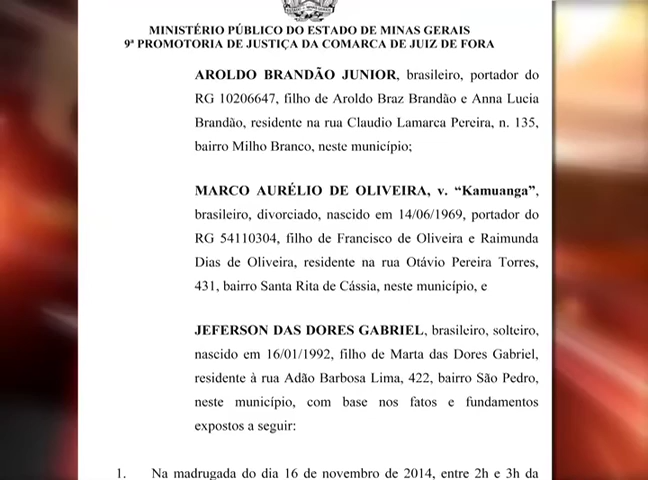 MINISTÉRIO PÚBLICO DO ESTADO DE MINAS GERAIS
9ª PROMOTORIA DE JUSTIÇA DA COMARCA DE JUIZ DE FORA
AROLDO BRANDÃO JUNIOR, brasileiro, portador do
RG 10206647, filho de Aroldo Braz Brandão e Anna Lucia
Brandão, residente na rua Claudio Lamarca Pereira, n. 135,
bairro Milho Branco, neste município;
MARCO AURÉLIO DE OLIVEIRA, v. “Kamuanga”,
brasileiro, divorciado, nascido em 14/06/1969, portador do
RG 54110304, filho de Francisco de Oliveira e Raimunda
Dias de Oliveira, residente na rua Otávio Pereira Torres,
431, bairro Santa Rita de Cássia, neste município, e
JEFERSON DAS DORES GABRIEL, brasileiro, solteiro,
nascido em 16/01/1992, filho de Marta das Dores Gabriel,
residente à rua Adão Barbosa Lima, 422, bairro São Pedro,
neste município, com base nos fatos e fundamentos
expostos a seguir:
1. Na madrugada do dia 16 de novembro de 2014, entre 2h e 3h da